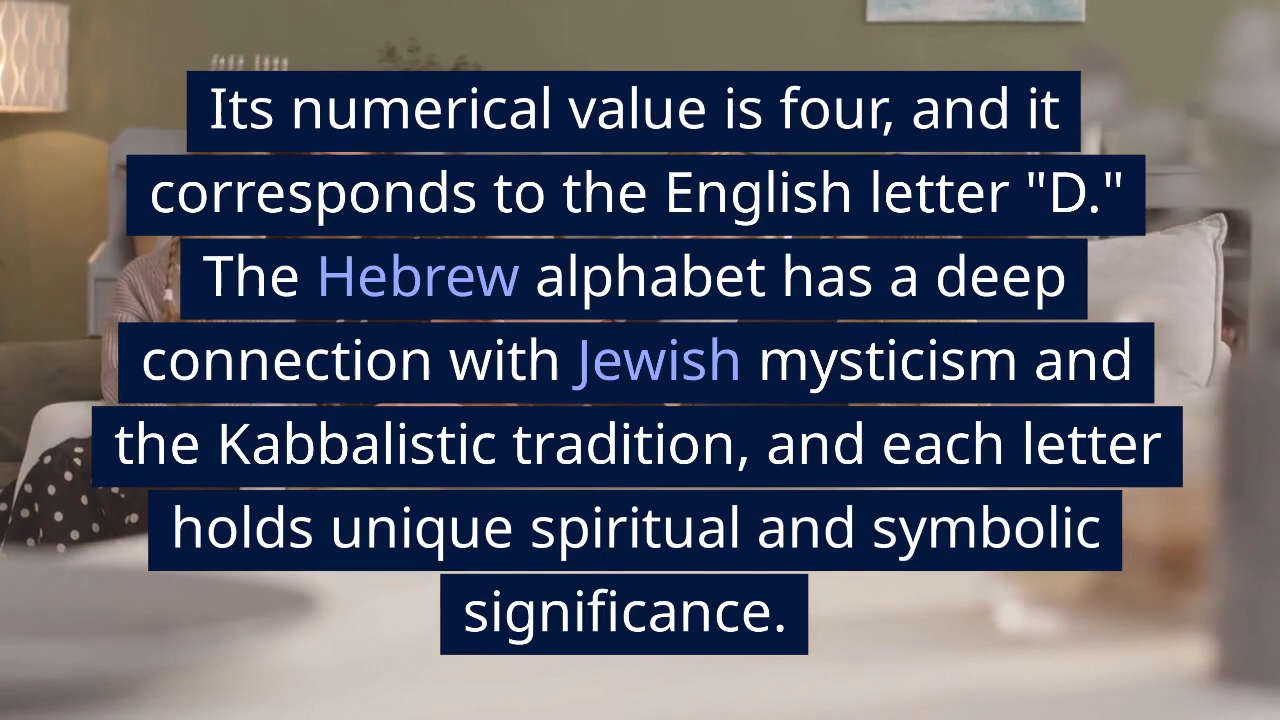 Its numerical value is four, and it
corresponds to the English letter "D."
The Hebrew alphabet has a deep
connection with Jewish mysticism and
the Kabbalistic tradition, and each letter
holds unique spiritual and symbolic
significance.